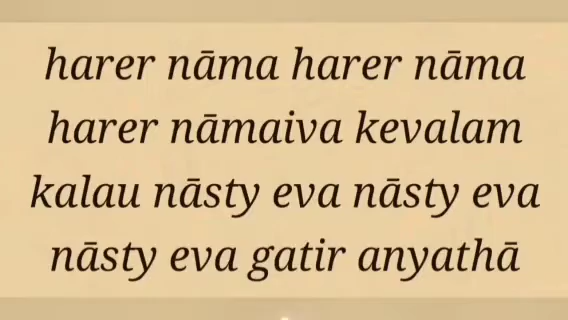 harer nāma harer nāma
harer nāmaiva kevalam
kalau nāsty eva nāsty eva
nāsty eva gatir anyathā